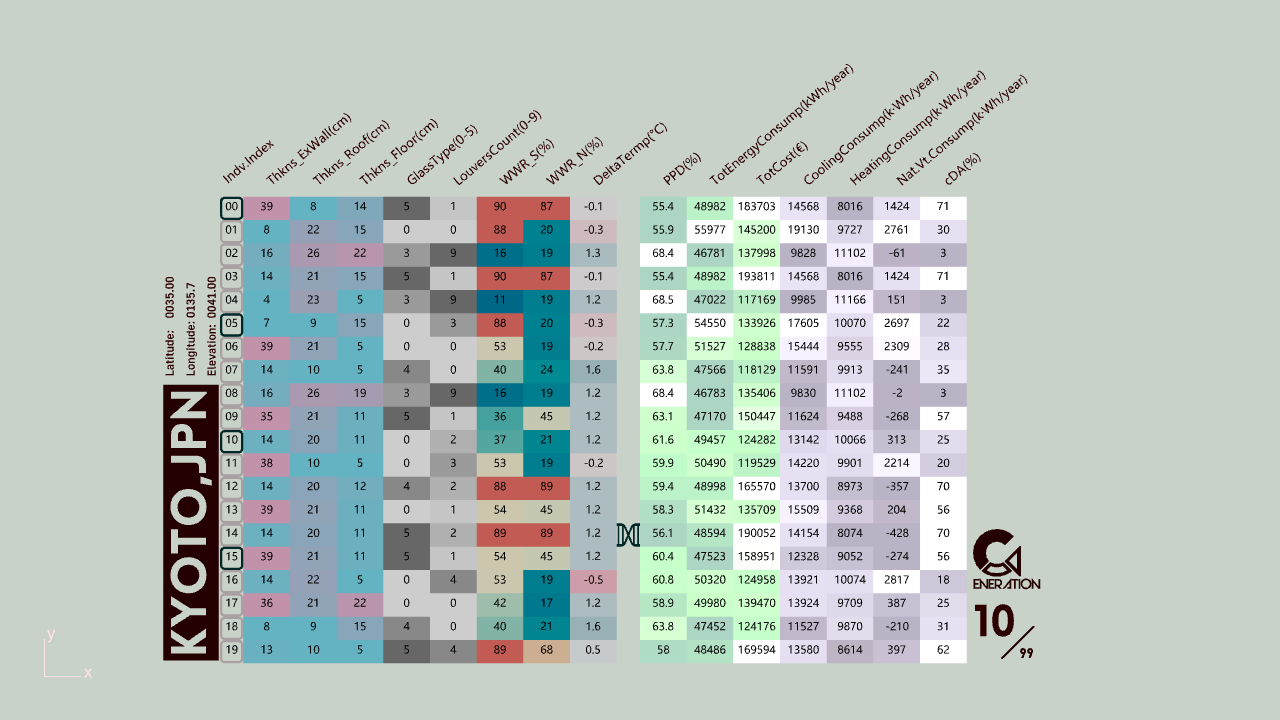 Indv.Index Thkns_ExWall(cm) Thkns_Roof(cm) Thkns_Floor(cm) GlassType(0-5) LouversCount(0-9) WWR_S(%) WWR_N(%) DeltaTermp(°C) PPD(%) TotEnergyConsump(kWh/year) TotCost(€) CoolingConsump(k·Wh/year) HeatingConsump(k·Wh/year) Nat.Vt.Consump(k·Wh/year) cDA(%)
00 39 8 14 5 1 90 87 -0.1 55.4 48982 183703 14568 8016 1424 71
01 8 22 15 0 0 88 20 -0.3 55.9 55977 145200 19130 9727 2761 30
02 16 26 22 3 9 16 19 1.3 68.4 46781 137998 9828 11102 -61 3
03 14 21 15 5 1 90 87 -0.1 55.4 48982 193811 14568 8016 1424 71
04 4 23 5 3 9 11 19 1.2 68.5 47022 117169 9985 11166 151 3
05 7 9 15 0 3 88 20 -0.3 57.3 54550 133926 17605 10070 2697 22
06 39 21 5 0 0 53 19 -0.2 57.7 51527 128838 15444 9555 2309 28
07 14 10 5 4 0 40 24 1.6 63.8 47566 118129 11591 9913 -241 35
08 16 26 19 3 9 16 19 1.2 68.4 46783 135406 9830 11102 -2 3
09 35 21 11 5 1 36 45 1.2 63.1 47170 150447 11624 9488 -268 57
10 14 20 11 0 2 37 21 1.2 61.6 49457 124282 13142 10066 313 25
11 38 10 5 0 3 53 19 -0.2 59.9 50490 119529 14220 9901 2214 20
12 14 20 12 4 2 88 89 1.2 59.4 48998 165570 13700 8973 -357 70
13 39 21 11 0 1 54 45 1.2 58.3 51432 135709 15509 9368 204 56
14 14 20 11 5 2 89 89 1.2 56.1 48594 190052 14154 8074 -428 70
15 39 21 11 5 1 54 45 1.2 60.4 47523 158951 12328 9052 -274 56
16 14 22 5 0 4 53 19 -0.5 60.8 50320 124958 13921 10074 2817 18
17 36 21 22 0 0 42 17 1.2 58.9 49980 139470 13924 9709 387 25
18 8 9 15 4 0 40 21 1.6 63.8 47452 124176 11527 9870 -210 31
19 13 10 5 5 4 89 68 0.5 58 48486 169594 13580 8614 397 62
Latitude: 0035.00
Longitude: 0135.7
Elevation: 0041.00
KYOTO,JPN
GENERATION
10/99
y
x